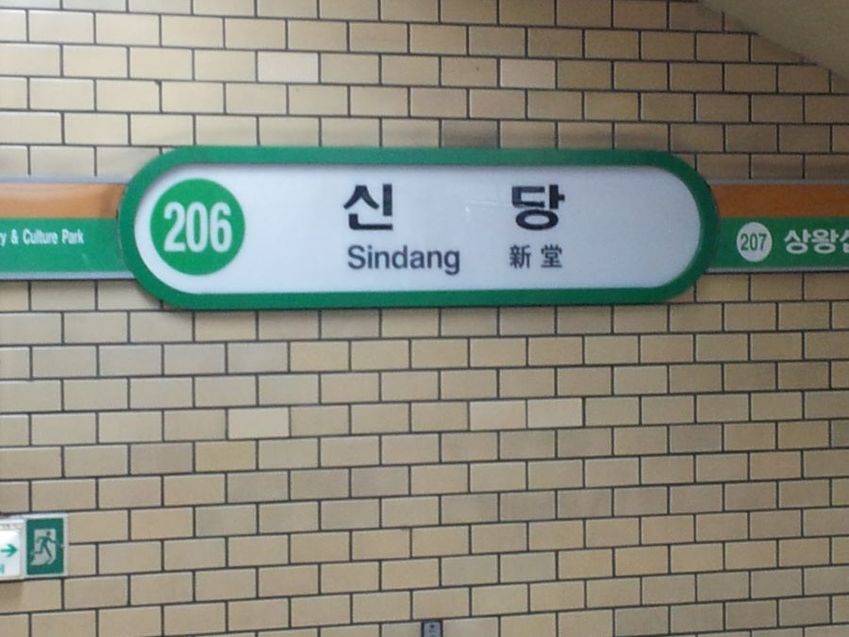 & Culture Park
206
신 당
Sindang 新堂
207